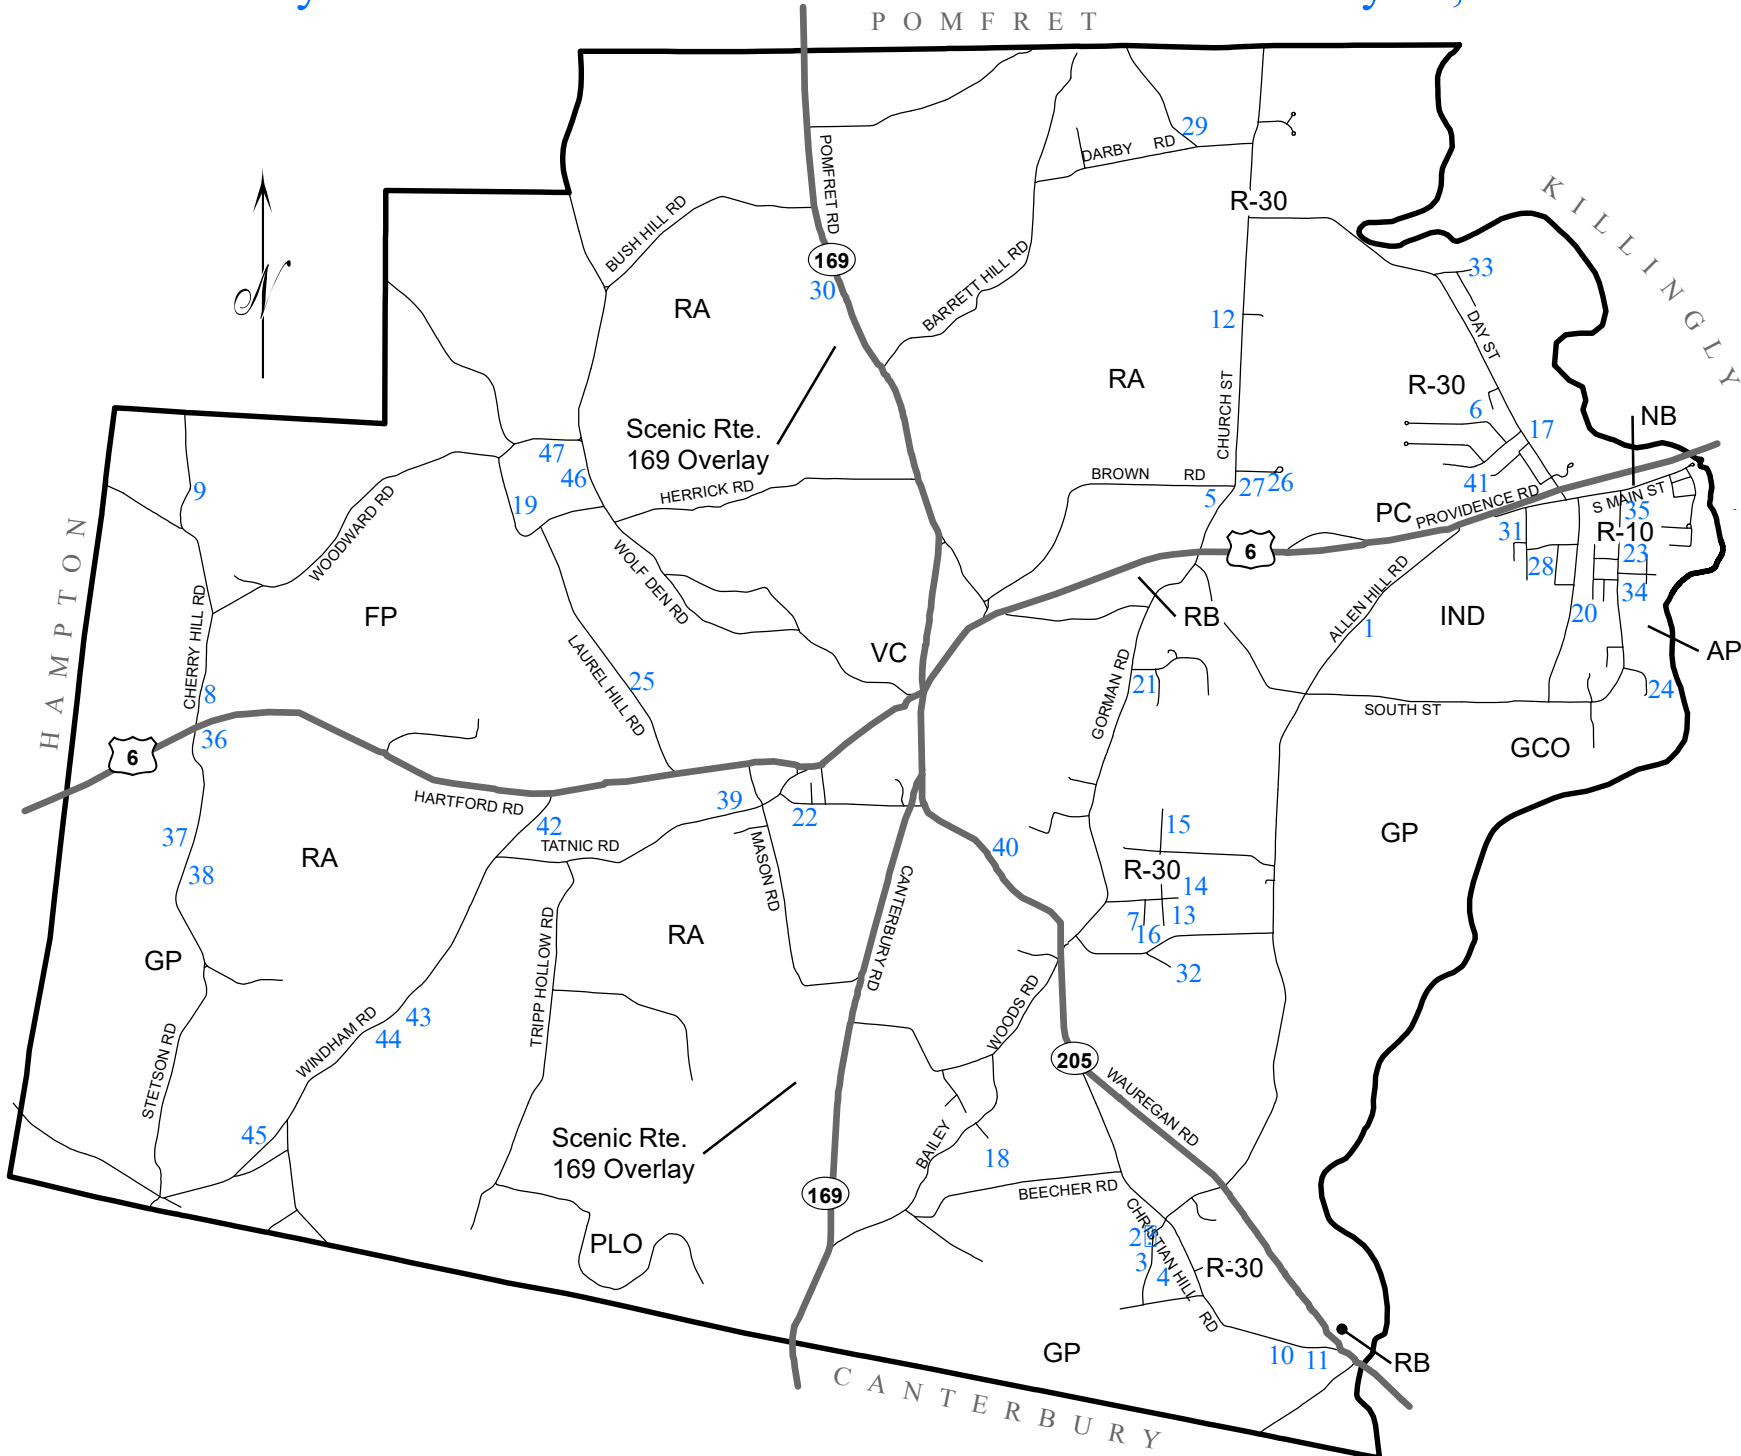 POMFRET
KILLINGLY
HAMPTON
CANTERBURY
N
29
DARBY RD
POMFRET RD
R-30
BUSH HILL RD
169
30
33
BARRETT HILL RD
RA
12
DAY ST
RA
R-30
CHURCH ST
6
NB
Scenic Rte.
169 Overlay
17
47
46
9
BROWN RD
27
26
41
HERRICK RD
19
5
PC
PROVIDENCE RD
S MAIN ST
35
WOODWARD RD
31
R-10
6
23
WOLF DEN RD
28
34
CHERRY HILL RD
FP
RB
ALLEN HILL RD
1
IND
20
VC
AP
LAUREL HILL RD
25
GORMAN RD
21
24
8
SOUTH ST
36
6
GCO
HARTFORD RD
39
22
42
37
TATNIC RD
40
15
GP
RA
38
MASON RD
CANTERBURY RD
R-30
14
7
13
16
TRIPP HOLLOW RD
RA
GP
32
WOODS RD
43
44
WINDHAM RD
STETSON RD
205
WAUREGAN RD
45
Scenic Rte.
169 Overlay
BAILEY
18
169
BEECHER RD
CHRISTIAN HILL RD
2
PLO
3
4
R-30
GP
10
11
RB